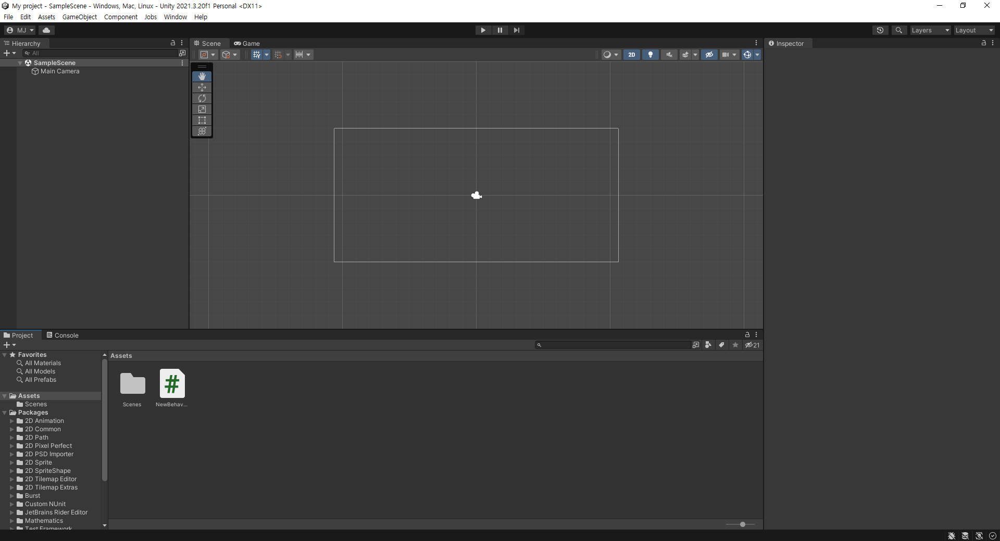 My project - SampleScene - Windows, Mac, Linux - Unity 2021.3.20f1 Personal <DX11>
File Edit Assets GameObject Component Jobs Window Help
MJ
Layers
Layout
Hierarchy
All
SampleScene
Main Camera
Scene
Game
2D
Inspector
Project
Console
21
Favorites
All Materials
All Models
All Prefabs
Assets
Scenes
Packages
2D Animation
2D Common
2D Path
2D Pixel Perfect
2D PSD Importer
2D Sprite
2D SpriteShape
2D Tilemap Editor
2D Tilemap Extras
Burst
Custom NUnit
JetBrains Rider Editor
Mathematics
Test Framework
Assets
Scenes
NewBehav...